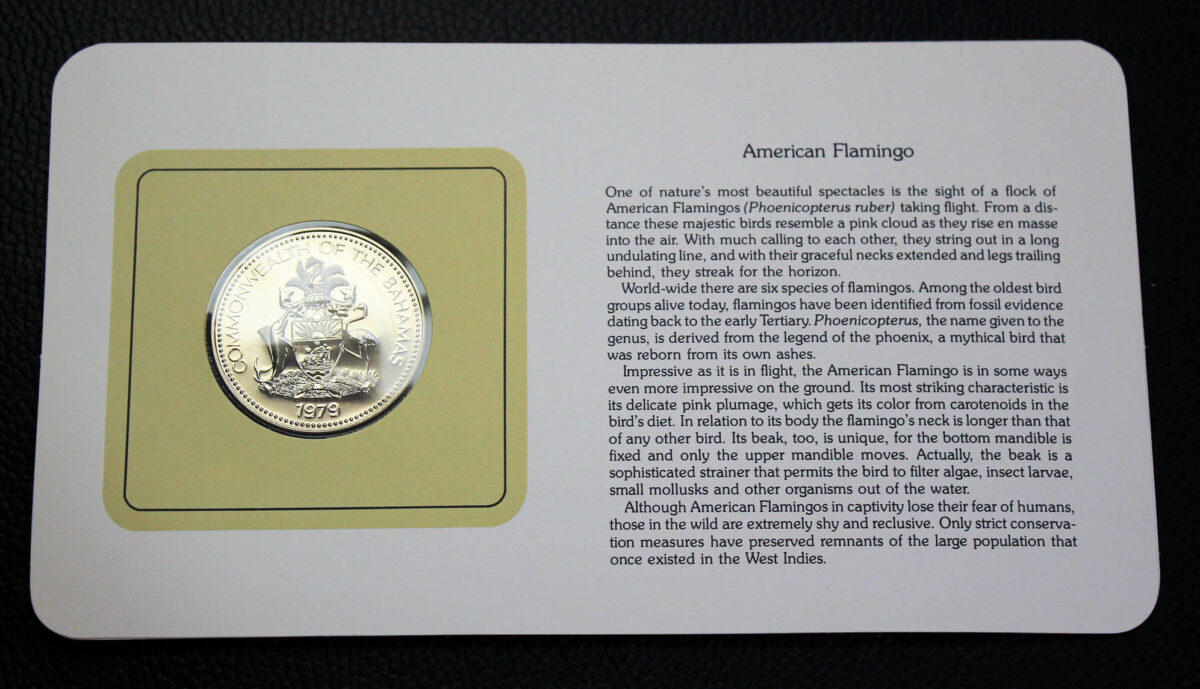 COMMONWEALTH OF THE BAHAMAS
1979
American Flamingo
One of nature's most beautiful spectacles is the sight of a flock of
American Flamingos (Phoenicopterus ruber) taking flight. From a dis-
tance these majestic birds resemble a pink cloud as they rise en masse
into the air. With much calling to each other, they string out in a long
undulating line, and with their graceful necks extended and legs trailing
behind, they streak for the horizon.
World-wide there are six species of flamingos. Among the oldest bird
groups alive today, flamingos have been identified from fossil evidence
dating back to the early Tertiary. Phoenicopterus, the name given to the
genus, is derived from the legend of the phoenix, a mythical bird that
was reborn from its own ashes.
Impressive as it is in flight, the American Flamingo is in some ways
even more impressive on the ground. Its most striking characteristic is
its delicate pink plumage, which gets its color from carotenoids in the
bird's diet. In relation to its body the flamingo's neck is longer than that
of any other bird. Its beak, too, is unique, for the bottom mandible is
fixed and only the upper mandible moves. Actually, the beak is a
sophisticated strainer that permits the bird to filter algae, insect larvae,
small mollusks and other organisms out of the water.
Although American Flamingos in captivity lose their fear of humans,
those in the wild are extremely shy and reclusive. Only strict conserva-
tion measures have preserved remnants of the large population that
once existed in the West Indies.